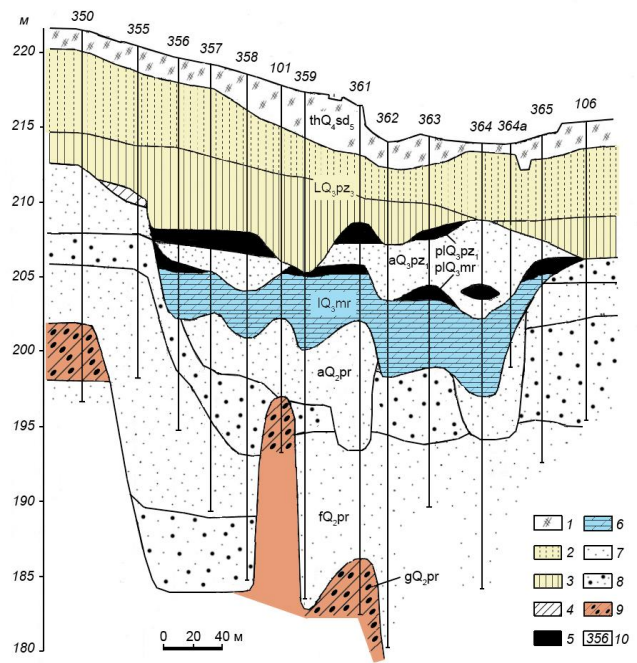 м
350
355
356
357
358
101
359
361
362
363
364
364а
365
106
220
215
210
205
200
195
190
185
180
thQ₄sd₅
LQ₃pz₃
plQ₃pz₁
aQ₃pz₁
plQ₃mr
lQ₃mr
aQ₂pr
fQ₂pr
gQ₂pr
1
6
2
7
3
8
4
9
5
356 10
0 20 40 м